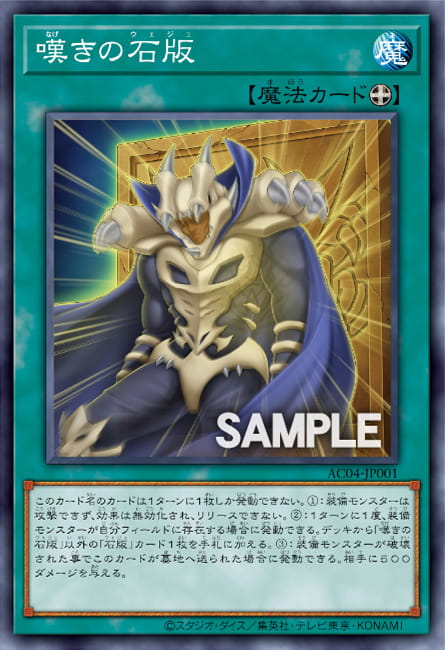 嘆きの石版
なげ ウェジュ
魔
【魔法カード】
まほう
SAMPLE
AC04-JP001
このカード名のカードは1ターンに1枚しか発動できない。①:装備モンスターは
攻撃できず、効果は無効化され、リリースできない。②:1ターンに1度、装備
モンスターが自分フィールドに存在する場合に発動できる。デッキから「嘆きの
石版」以外の「石版」カード1枚を手札に加える。③:装備モンスターが破壊
された事でこのカードが墓地へ送られた場合に発動できる。相手に500
ダメージを与える。
©スタジオ・ダイス/集英社・テレビ東京・KONAMI